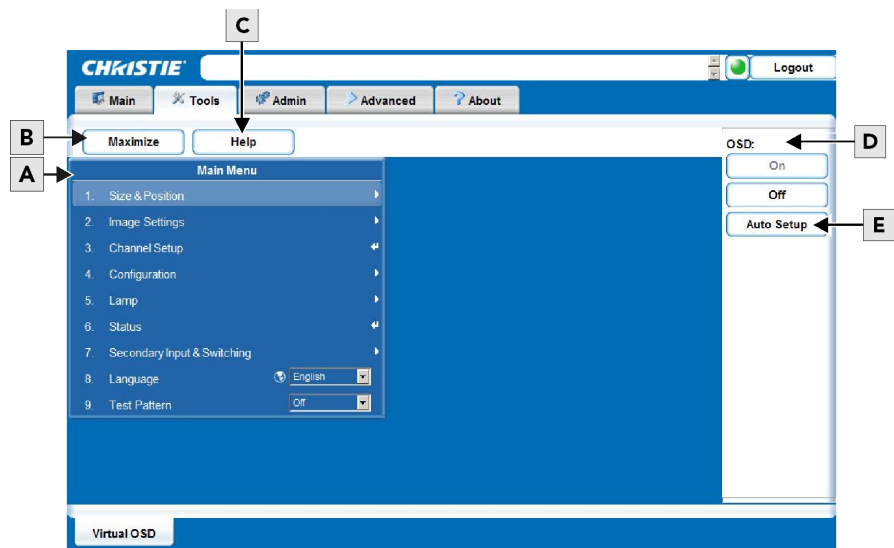 C
CHRISTIE
Logout
Main
Tools
Admin
Advanced
About
B
Maximize
Help
OSD:
D
A
Main Menu
On
1. Size & Position
Off
2. Image Settings
Auto Setup
E
3. Channel Setup
4. Configuration
5. Lamp
6. Status
7. Secondary Input & Switching
8. Language English
9. Test Pattern Off
Virtual OSD